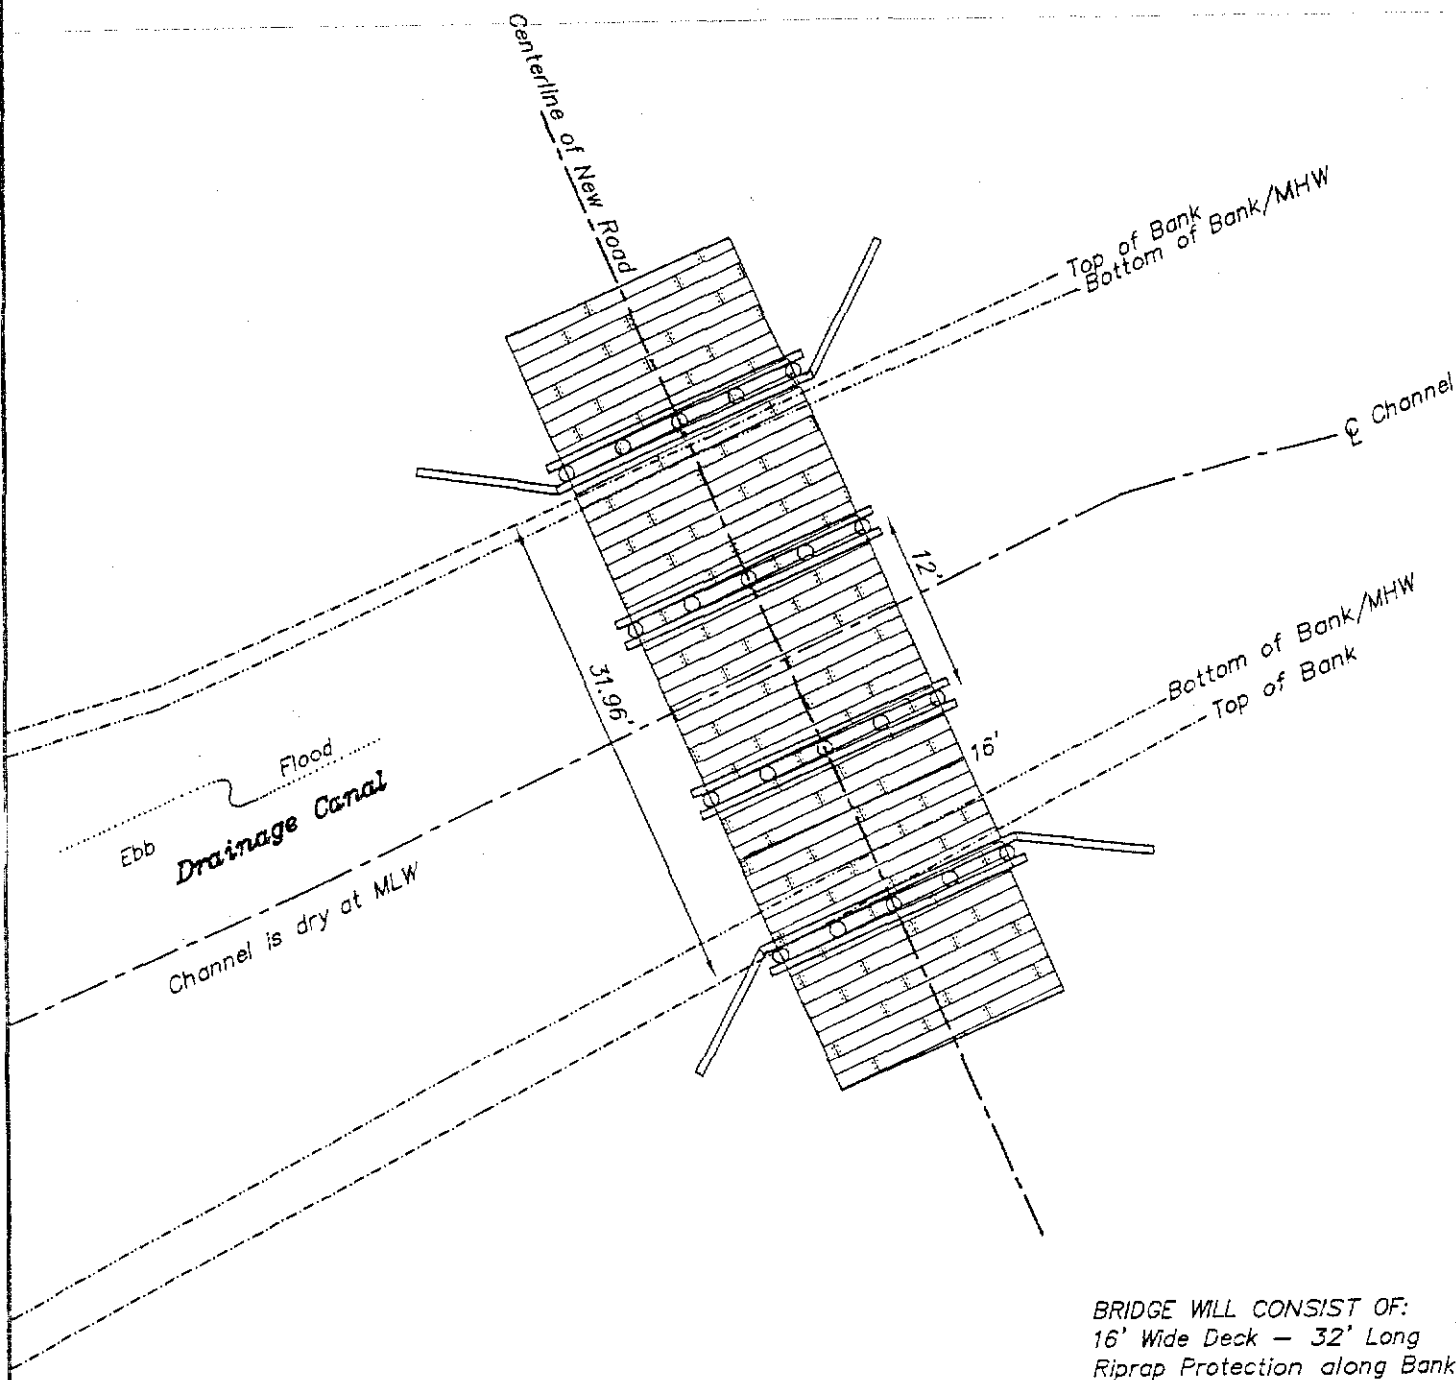 Centerline of New Road
Top of Bank
Bottom of Bank/MHW
℄ Channel
12'
31.96'
Bottom of Bank/MHW
Top of Bank
16'
Flood
Ebb
Drainage Canal
Channel is dry at MLW
BRIDGE WILL CONSIST OF:
16' Wide Deck – 32' Long
Riprap Protection along Bank